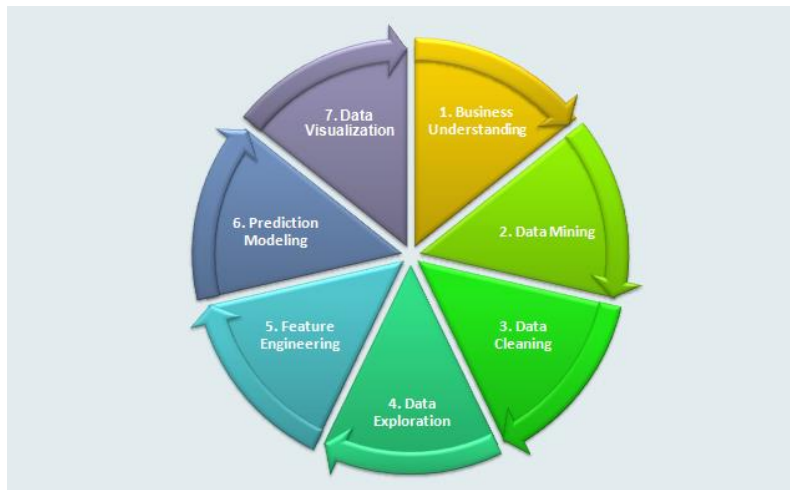 1. Business
Understanding
2. Data Mining
3. Data
Cleaning
4. Data
Exploration
5. Feature
Engineering
6. Prediction
Modeling
7. Data
Visualization